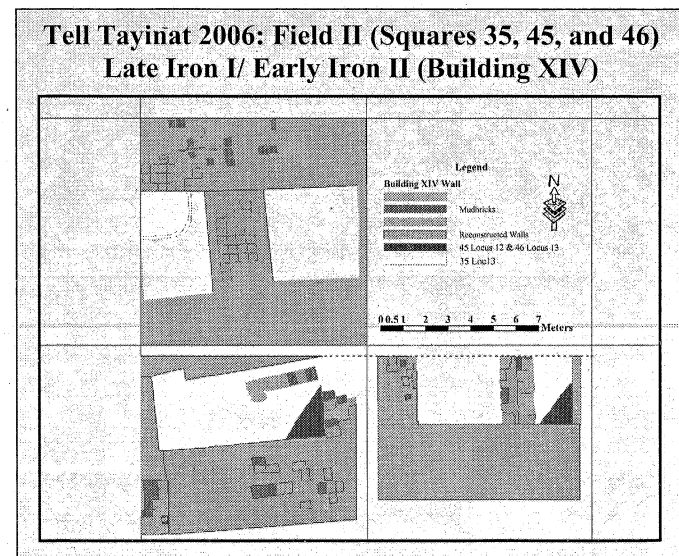 Tell Tayinat 2006: Field II (Squares 35, 45, and 46)
Late Iron I/ Early Iron II (Building XIV)
Legend
Building XIV Wall
N
Mudbricks
Reconstructed Walls
45 Locus 12 & 46 Locus 13
35 Loc13
0 0.5 1 2 3 4 5 6 7
Meters